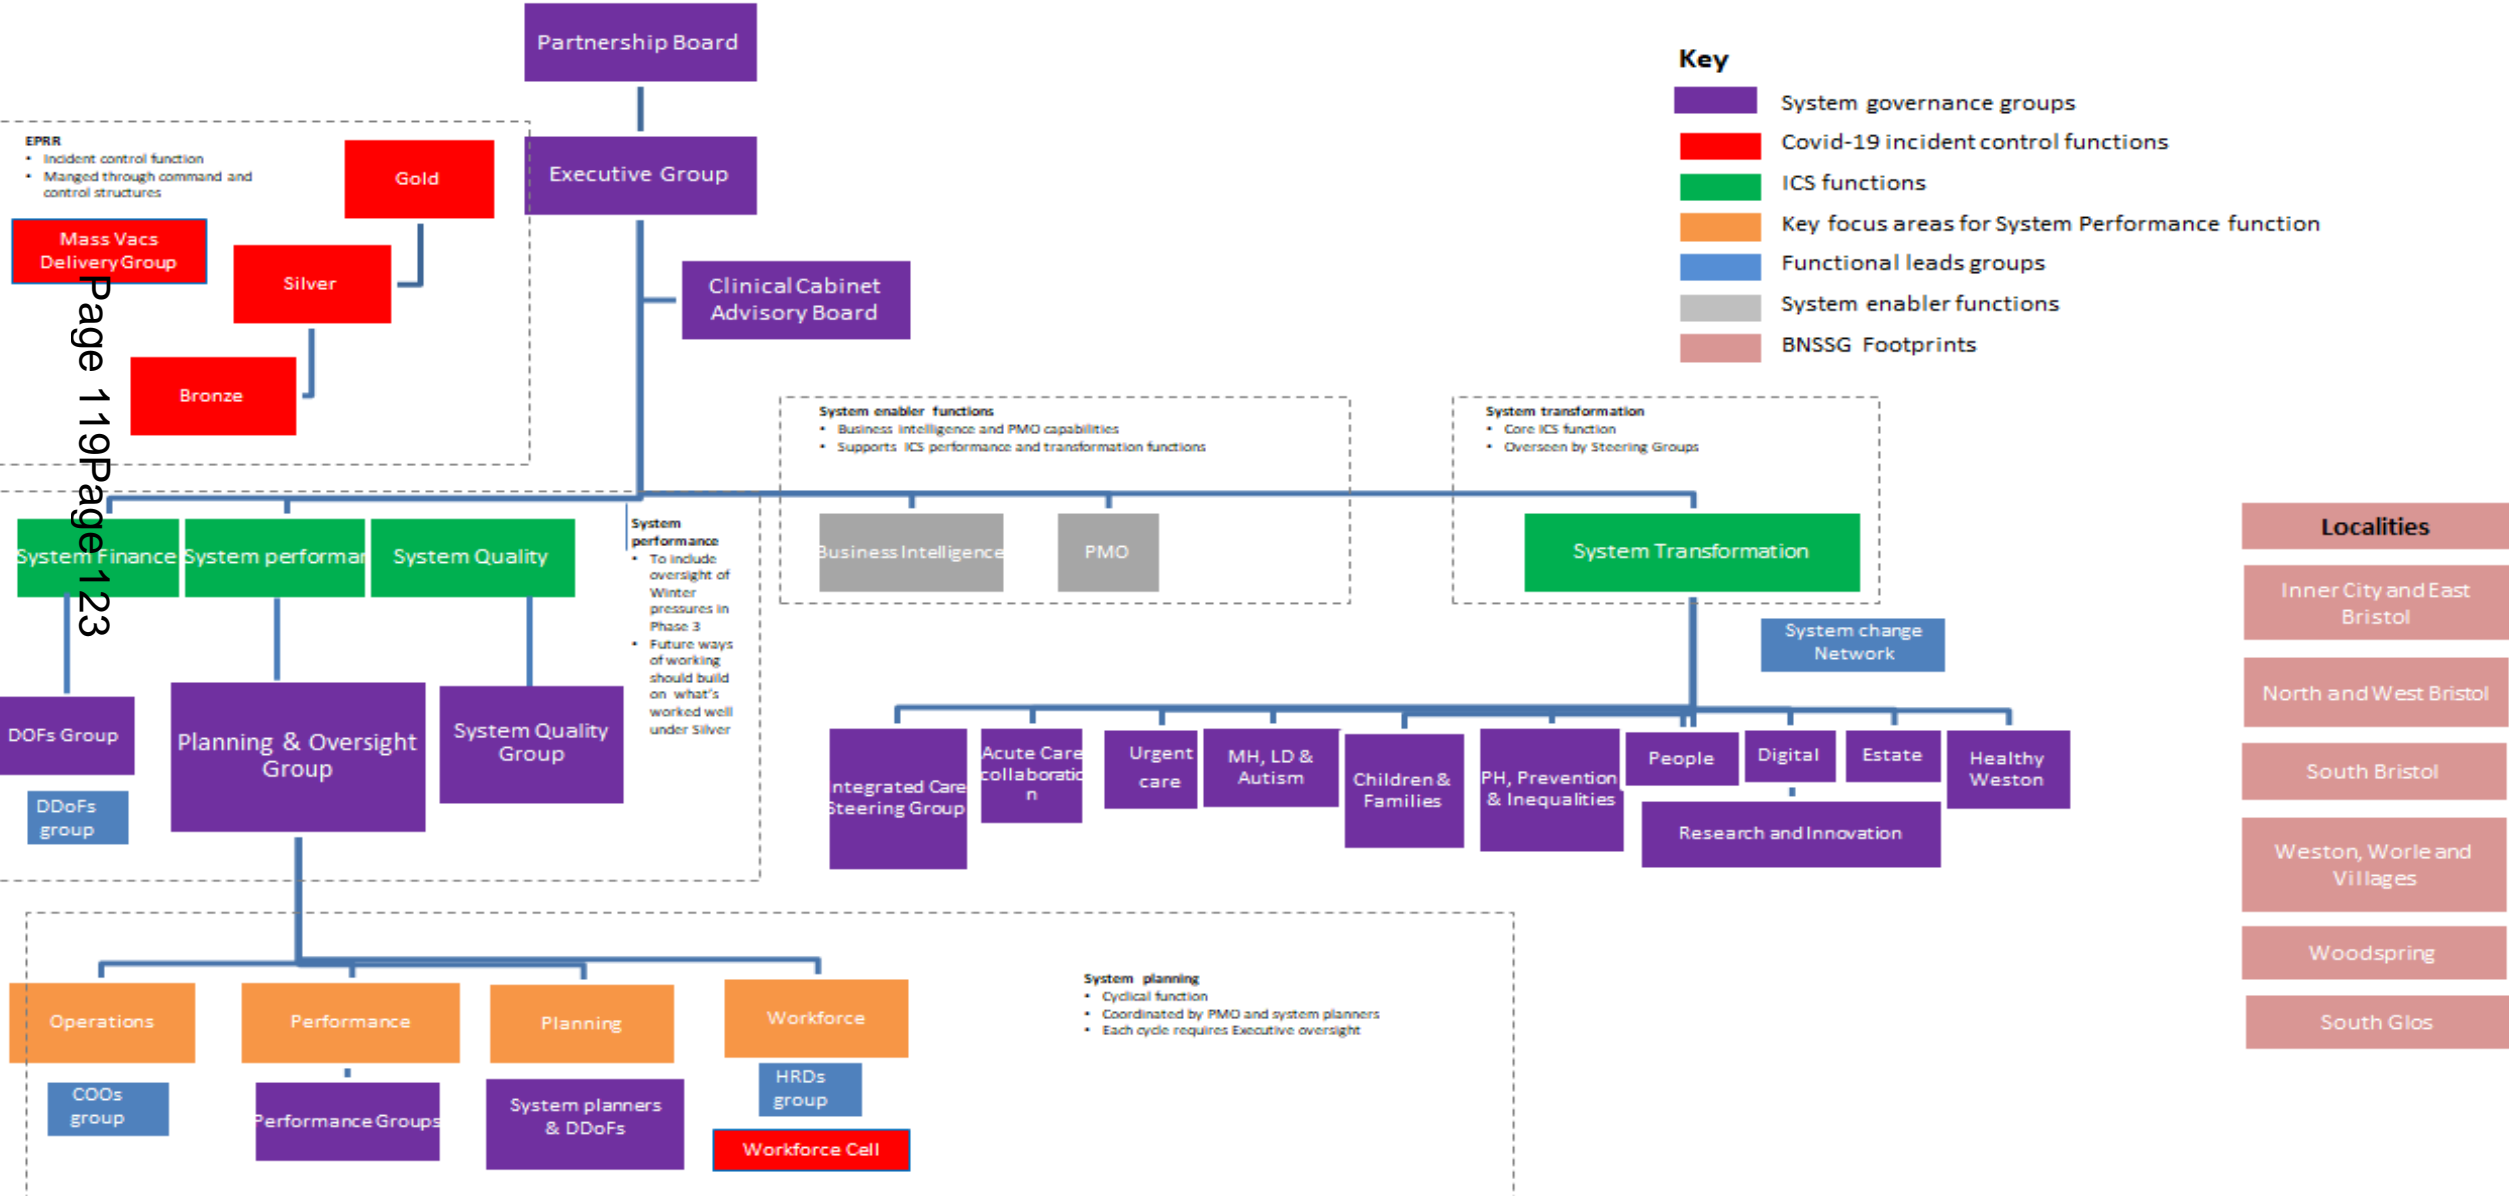 Partnership Board
Executive Group
Clinical Cabinet
Advisory Board
EPRR
• Incident control function
• Manged through command and
control structures
Gold
Mass Vacs
Delivery Group
Silver
Bronze
Page 119Page 123
Key
System governance groups
Covid-19 incident control functions
ICS functions
Key focus areas for System Performance function
Functional leads groups
System enabler functions
BNSSG Footprints
System enabler functions
• Business Intelligence and PMO capabilities
• Supports ICS performance and transformation functions
System transformation
• Core ICS function
• Overseen by Steering Groups
System Finance
System performan
System Quality
System
performance
• To include
oversight of
Winter
pressures in
Phase 3
• Future ways
of working
should build
on what's
worked well
under Silver
Business Intelligence
PMO
System Transformation
System change
Network
DOFs Group
DDoFs
group
Planning & Oversight
Group
System Quality
Group
ntegrated Care
Steering Group
Acute Care
collaboratio
n
Urgent
care
MH, LD &
Autism
Children &
Families
PH, Prevention
& Inequalities
People
Digital
Estate
Healthy
Weston
Research and Innovation
Localities
Inner City and East
Bristol
North and West Bristol
South Bristol
Weston, Worle and
Villages
Woodspring
South Glos
Operations
Performance
Planning
Workforce
COOs
group
Performance Groups
System planners
& DDoFs
HRDs
group
Workforce Cell
System planning
• Cyclical function
• Coordinated by PMO and system planners
• Each cycle requires Executive oversight